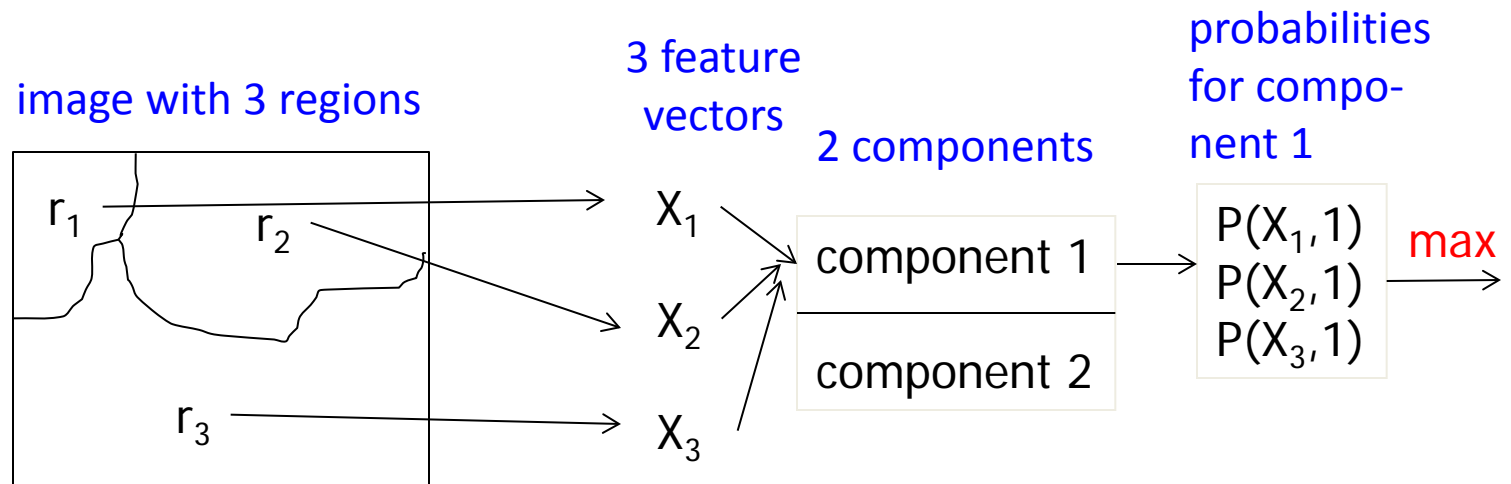 image with 3 regions
r₁
r₂
r₃
3 feature
vectors
X₁
X₂
X₃
2 components
component 1
component 2
probabilities
for compo-
nent 1
P(X₁,1)
P(X₂,1)
P(X₃,1)
max